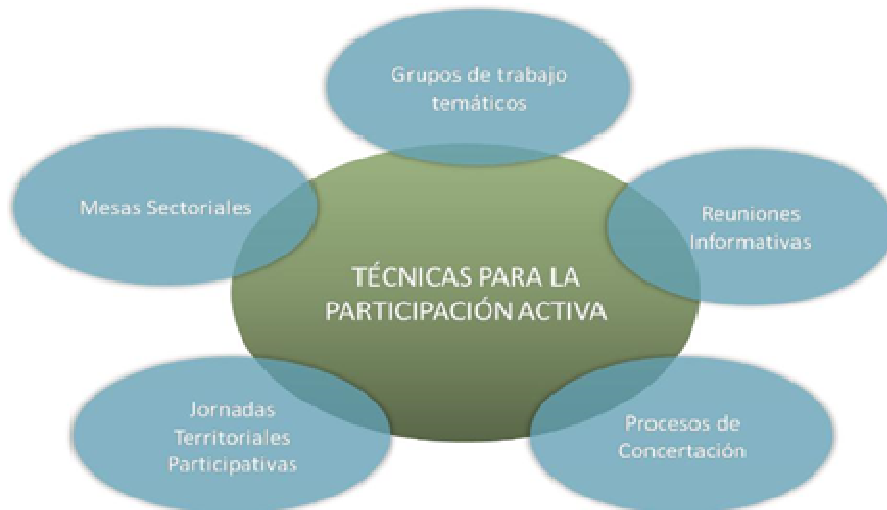 Grupos de trabajo
temáticos
Mesas Sectoriales
Reuniones
Informativas
TÉCNICAS PARA LA
PARTICIPACIÓN ACTIVA
Jornadas
Territoriales
Participativas
Procesos de
Concertación